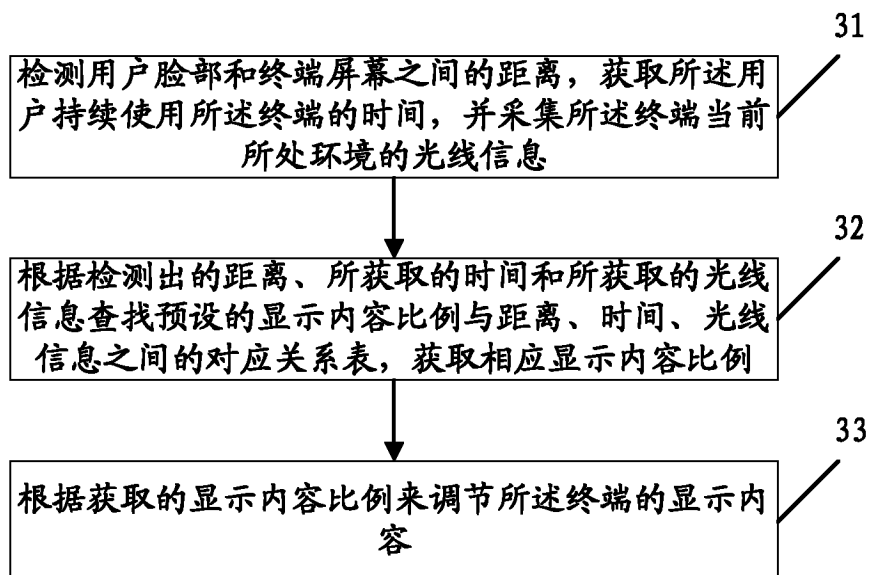 31
检测用户脸部和终端屏幕之间的距离，获取所述用
户持续使用所述终端的时间，并采集所述终端当前
所处环境的光线信息
32
根据检测出的距离、所获取的时间和所获取的光线
信息查找预设的显示内容比例与距离、时间、光线
信息之间的对应关系表，获取相应显示内容比例
33
根据获取的显示内容比例来调节所述终端的显示内
容